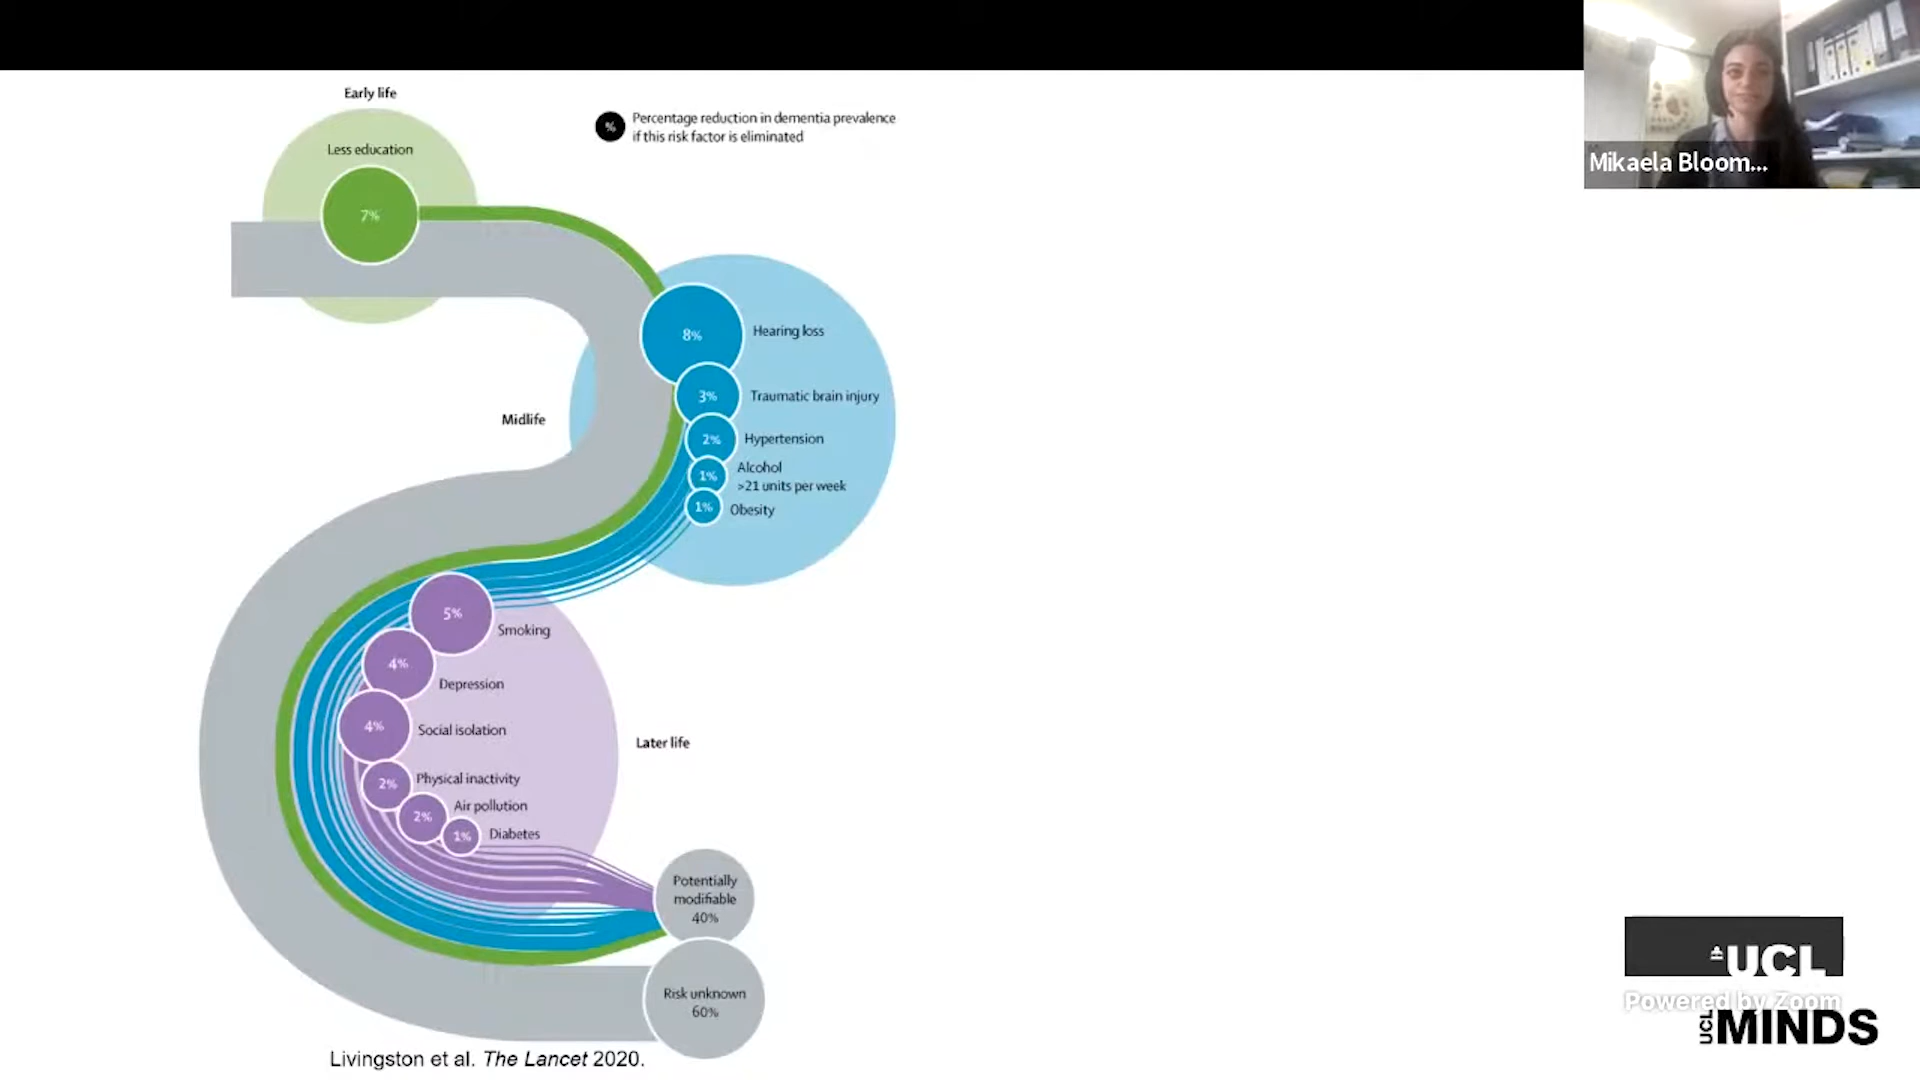 Early life
% Percentage reduction in dementia prevalence
if this risk factor is eliminated
Less education
7%
8% Hearing loss
3% Traumatic brain injury
Midlife
2% Hypertension
1% Alcohol
>21 units per week
1% Obesity
5% Smoking
4% Depression
4% Social isolation
Later life
2% Physical inactivity
2% Air pollution
1% Diabetes
Potentially
modifiable
40%
Risk unknown
60%
Livingston et al. The Lancet 2020.
Mikaela Bloom...
UCL
Powered by Zoom
UCL MINDS